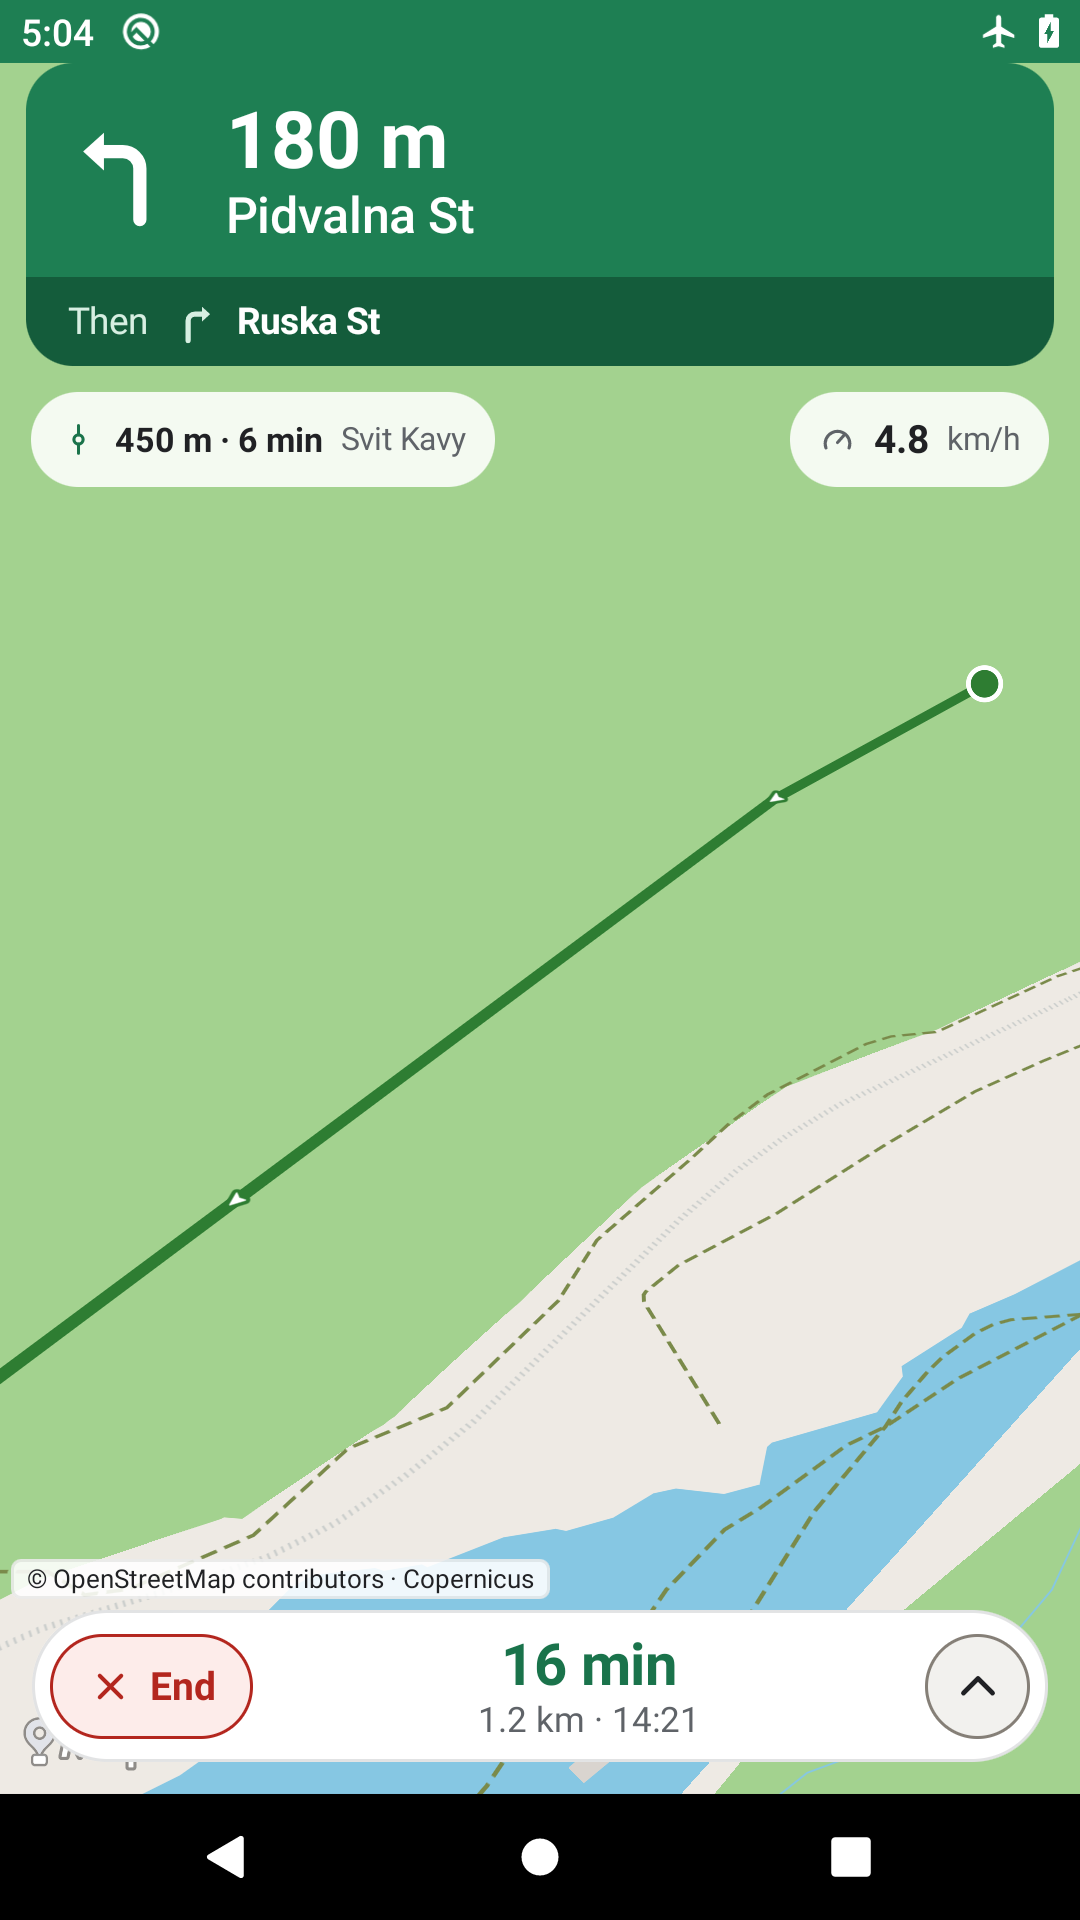 5:04
180 m
Pidvalna St
Then Ruska St
450 m · 6 min Svit Kavy
4.8 km/h
© OpenStreetMap contributors · Copernicus
End
16 min
1.2 km · 14:21